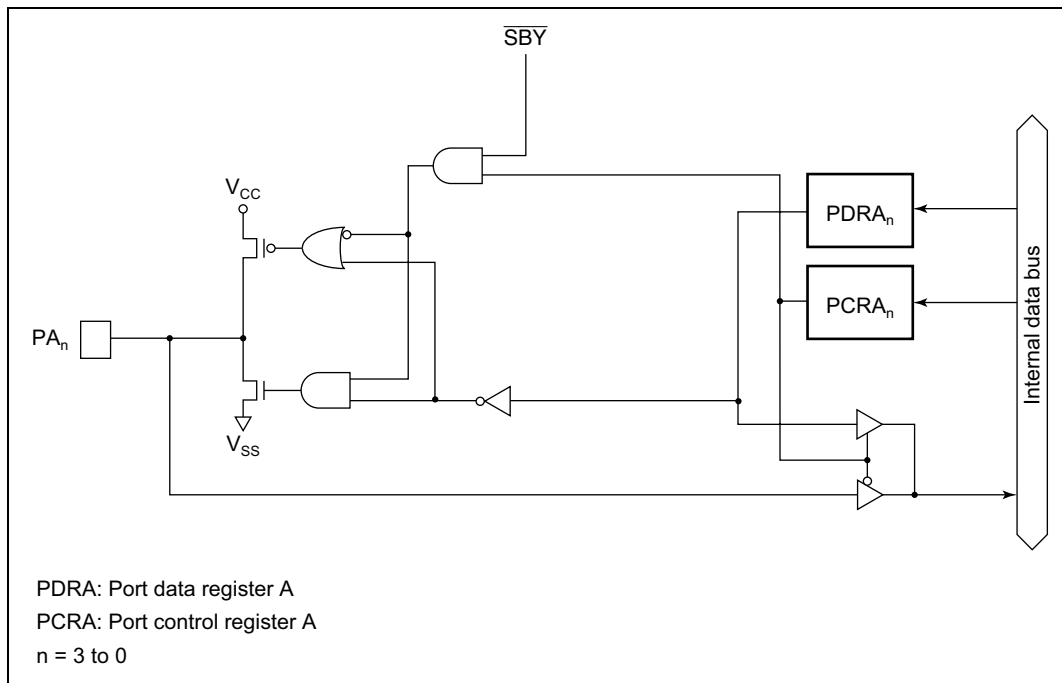 SBY
V_CC
PDRA_n
PCRA_n
PA_n
V_SS
Internal data bus
PDRA: Port data register A
PCRA: Port control register A
n = 3 to 0